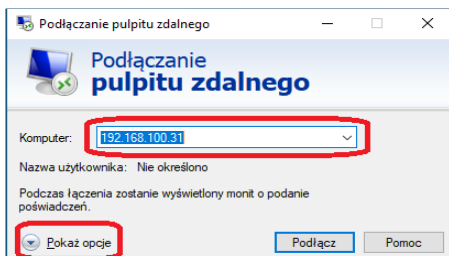 Podłączanie pulpitu zdalnego
Podłączanie
pulpitu zdalnego
Komputer: 192.168.100.31
Nazwa użytkownika: Nie określono
Podczas łączenia zostanie wyświetlony monit o podanie
poświadczeń.
Pokaż opcje Podłącz Pomoc